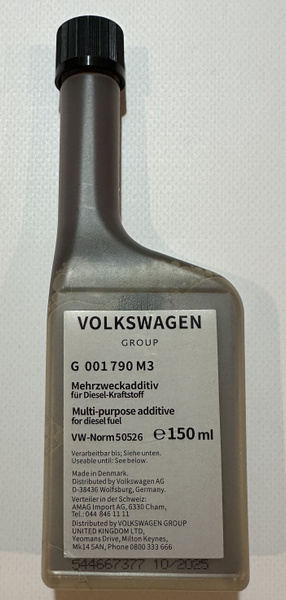 VOLKSWAGEN
GROUP
G 001 790 M3
Mehrzweckadditiv
für Diesel-Kraftstoff
Multi-purpose additive
for diesel fuel
VW-Norm 50526 ℮150 ml
Verarbeitbar bis; Siehe unten.
Useable until: See below.
Made in Denmark.
Distributed by Volkswagen AG
D-38436 Wolfsburg, Germany.
Verteiler in der Schweiz:
AMAG Import AG, 6330 Cham,
Tel.: 044 846 11 11
Distributed by VOLKSWAGEN GROUP
UNITED KINGDOM LTD,
Yeomans Drive, Milton Keynes,
Mk14 5AN, Phone 0800 333 666
544667377 10/2025